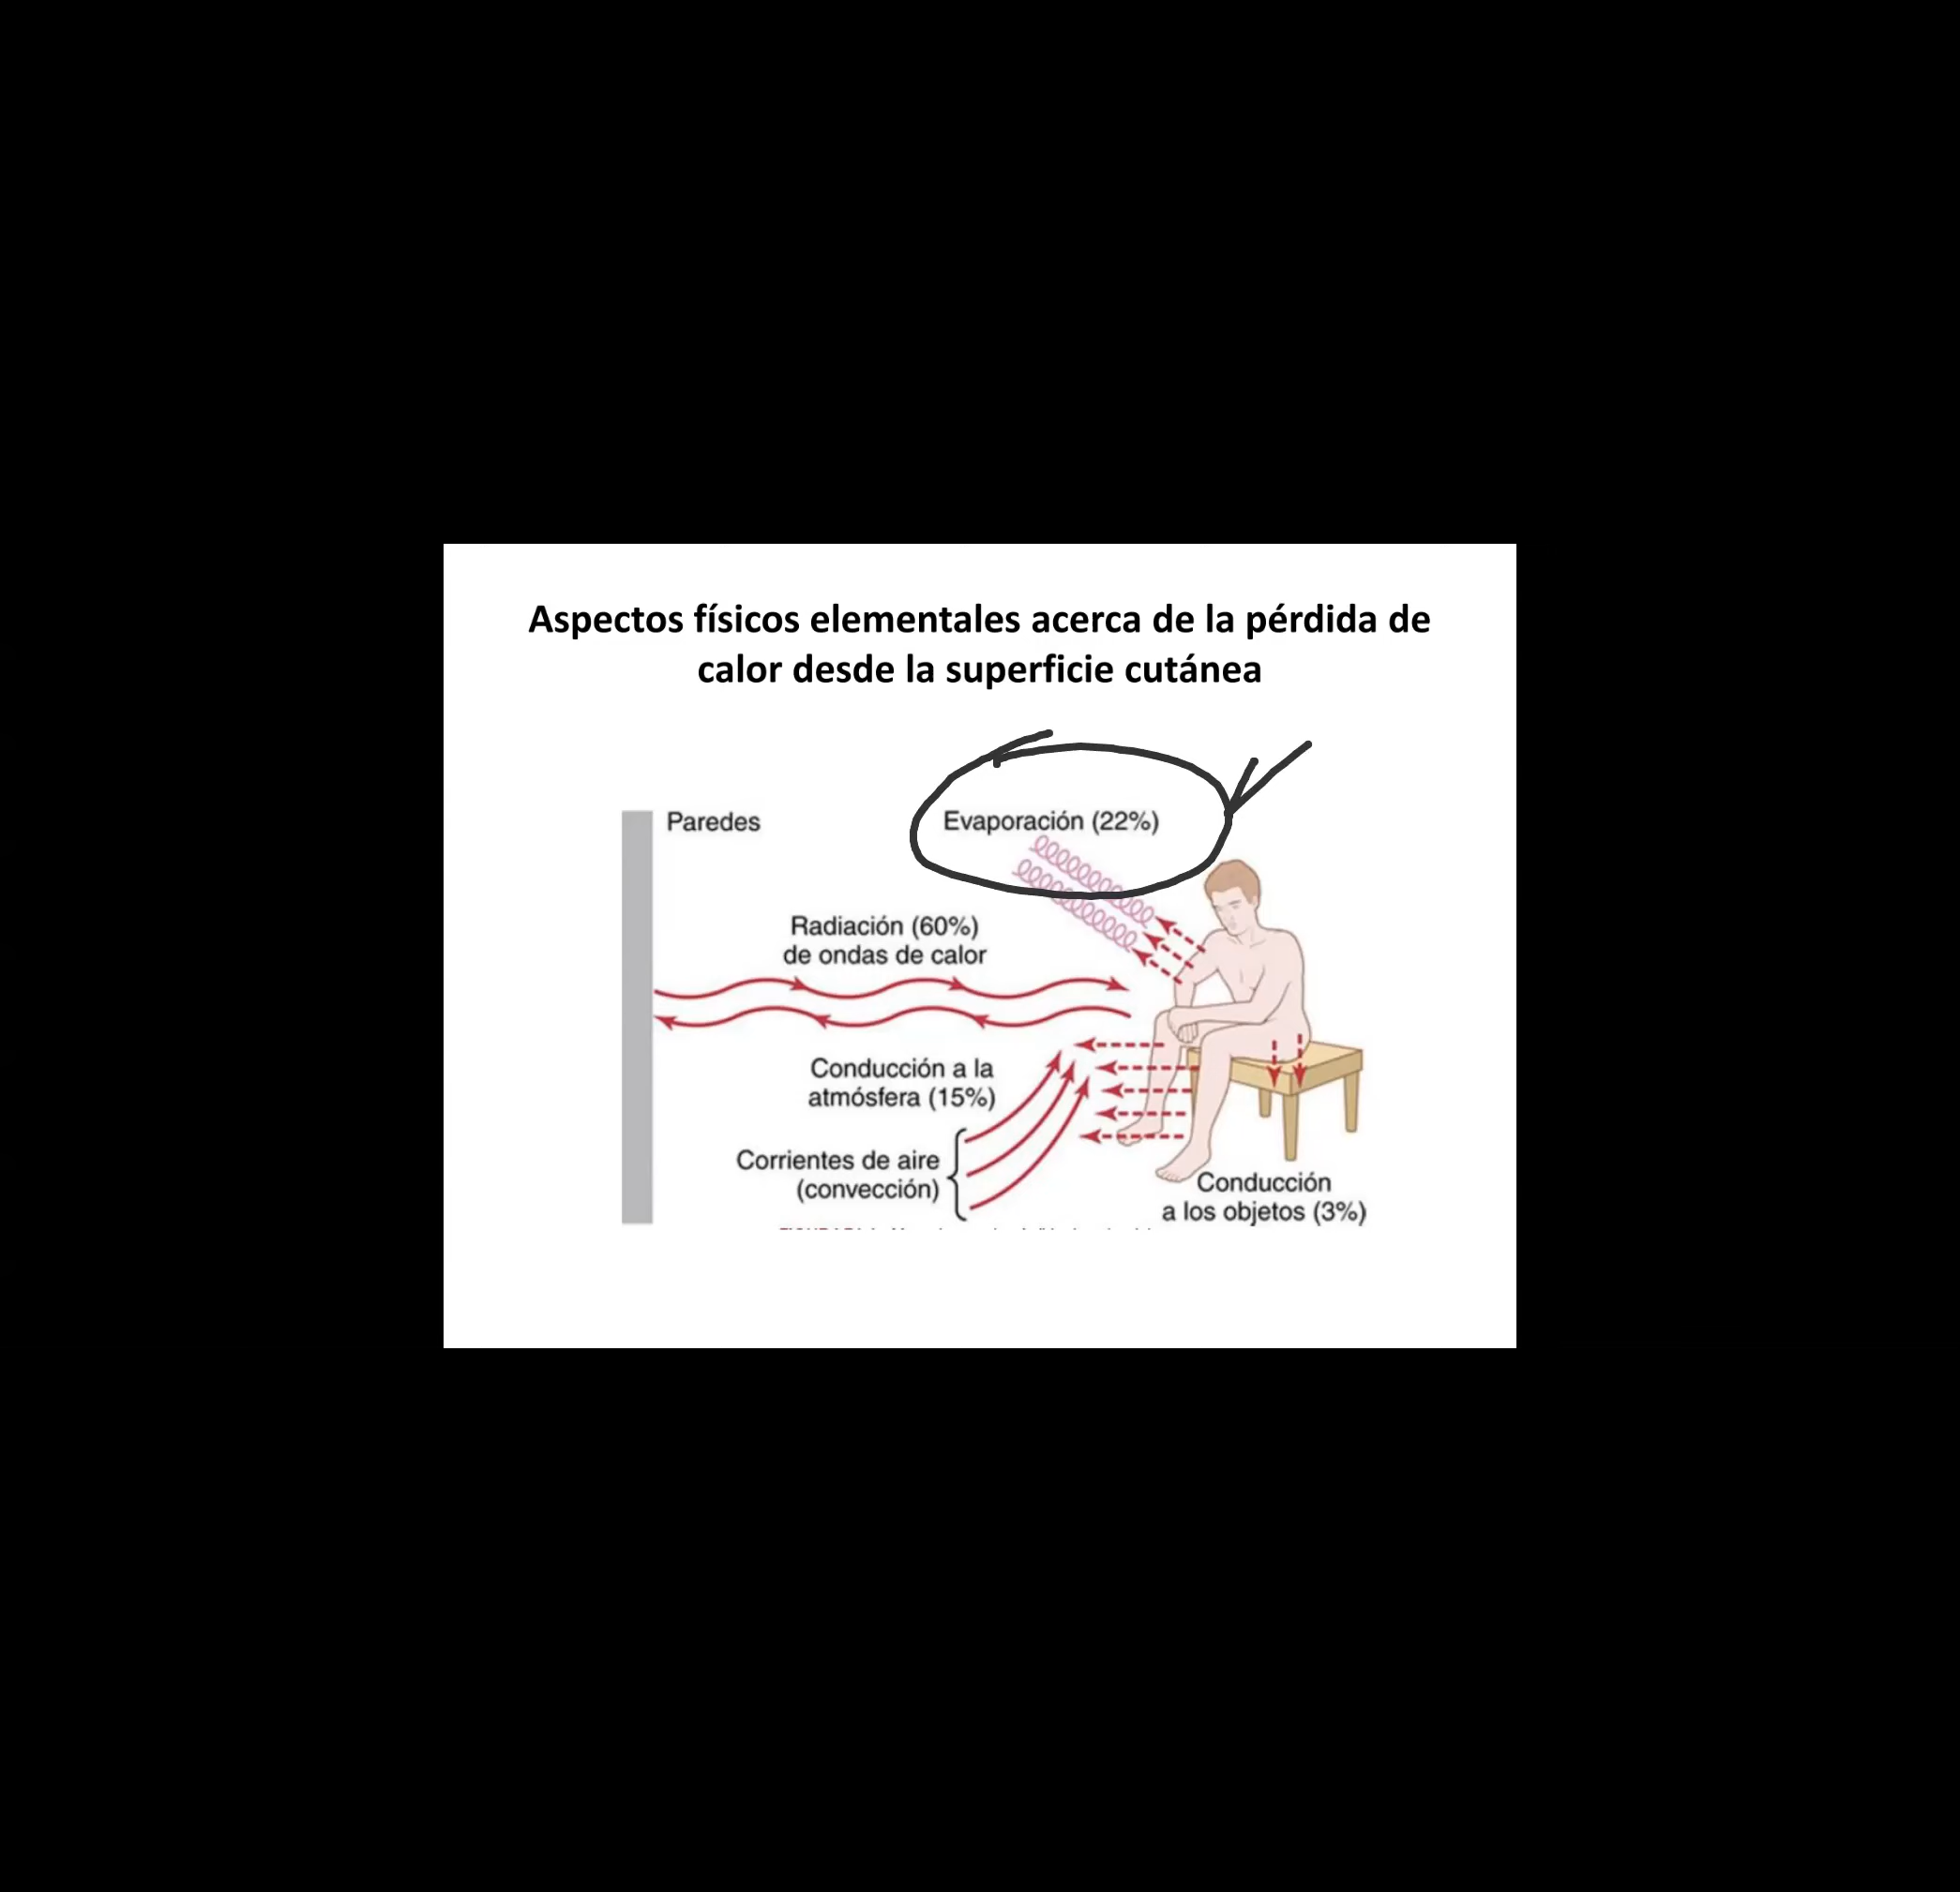 Aspectos físicos elementales acerca de la pérdida de
calor desde la superficie cutánea
Paredes
Evaporación (22%)
Radiación (60%)
de ondas de calor
Conducción a la
atmósfera (15%)
Corrientes de aire
(convección)
Conducción
a los objetos (3%)